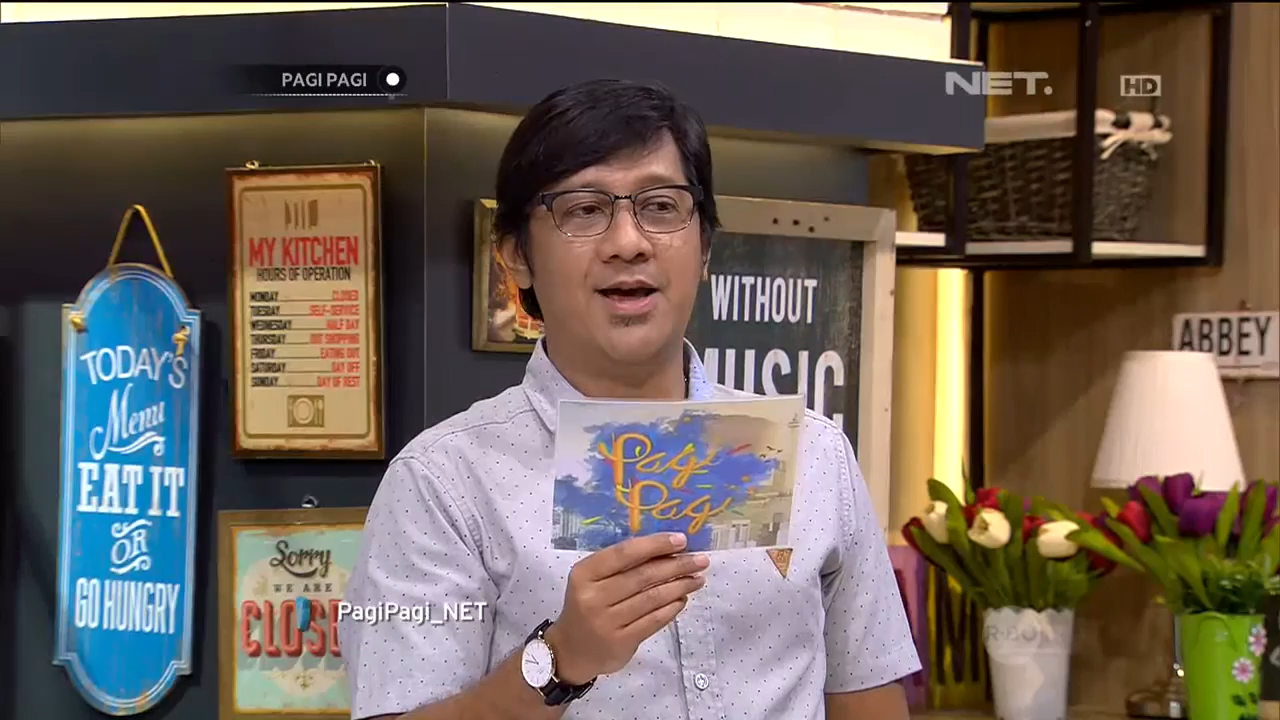 PAGI PAGI
NET.
HD
TODAY'S
Menu
EAT IT
OR
GO HUNGRY
MY KITCHEN
HOURS OF OPERATION
MONDAY CLOSED
TUESDAY SELF-SERVICE
WEDNESDAY HALF DAY
THURSDAY OUT SHOPPING
FRIDAY EATING OUT
SATURDAY DAY OFF
SUNDAY DAY OF REST
Sorry
WE ARE
CLOSE
PagiPagi_NET
WITHOUT
MUSIC
Pagi
Pagi
ABBEY